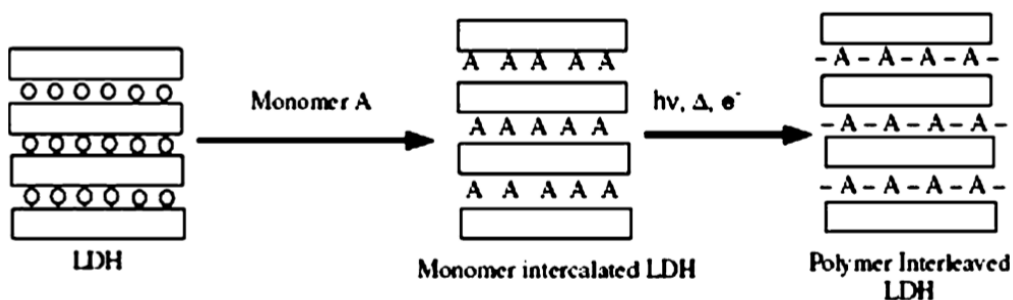 A A A A A
- A - A - A - A -
Monomer A
hν, Δ, e⁻
A A A A A
- A - A - A - A -
A A A A A
- A - A - A - A -
LDH
Monomer intercalated LDH
Polymer Interleaved
LDH